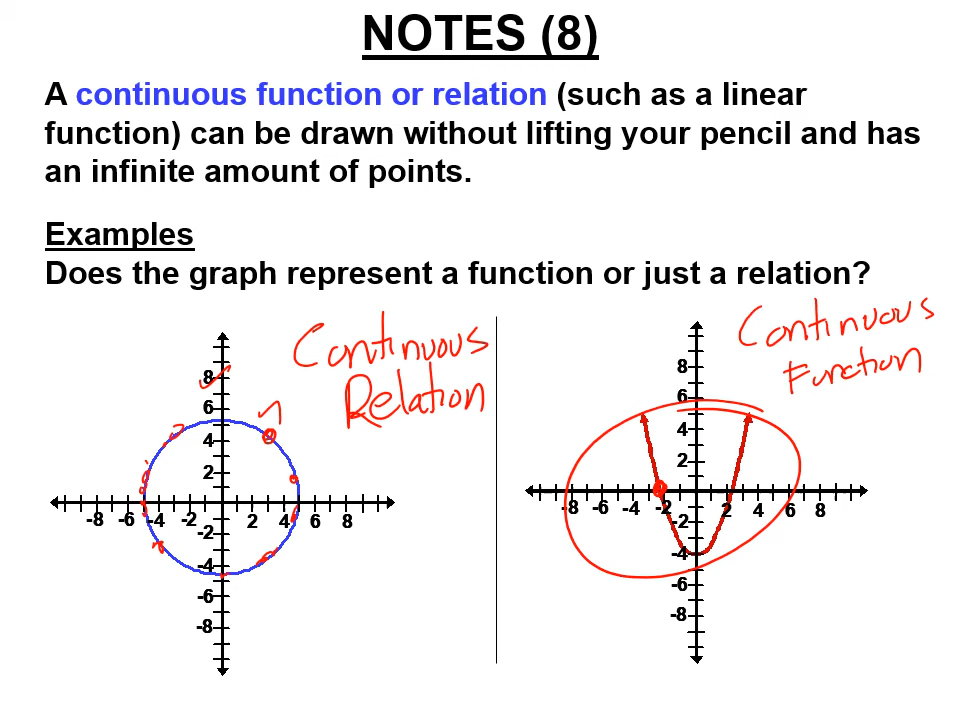 NOTES (8)
A continuous function or relation (such as a linear
function) can be drawn without lifting your pencil and has
an infinite amount of points.
Examples
Does the graph represent a function or just a relation?
Continuous
Relation
8
6
4
2
-8 -6 -4 -2 2 4 6 8
-2
-4
-6
-8
Continuous
Function
8
6
4
2
-8 -6 -4 -2 2 4 6 8
-2
-4
-6
-8